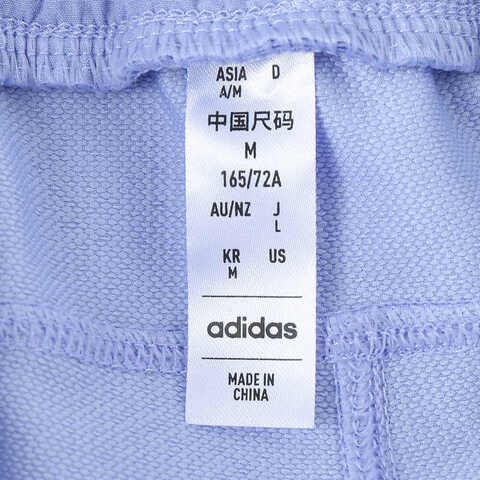 ASIA D
A/M
中国尺码
M
165/72A
AU/NZ J
L
KR US
M
adidas
MADE IN
CHINA